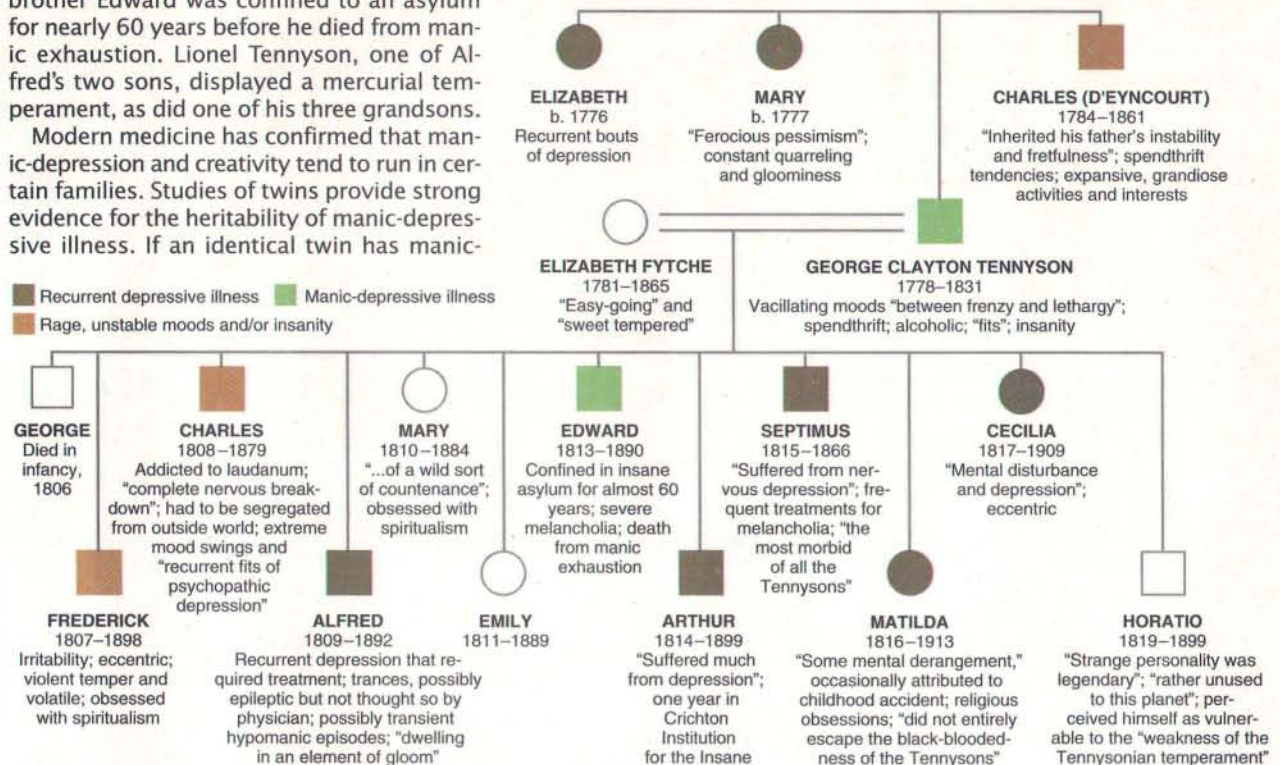 brother Edward was confined to an asylum
for nearly 60 years before he died from man-
ic exhaustion. Lionel Tennyson, one of Al-
fred's two sons, displayed a mercurial tem-
perament, as did one of his three grandsons.
Modern medicine has confirmed that man-
ic-depression and creativity tend to run in cer-
tain families. Studies of twins provide strong
evidence for the heritability of manic-depres-
sive illness. If an identical twin has manic-
Recurrent depressive illness
Manic-depressive illness
Rage, unstable moods and/or insanity
ELIZABETH
b. 1776
Recurrent bouts
of depression
MARY
b. 1777
"Ferocious pessimism";
constant quarreling
and gloominess
CHARLES (D'EYNCOURT)
1784–1861
"Inherited his father's instability
and fretfulness"; spendthrift
tendencies; expansive, grandiose
activities and interests
ELIZABETH FYTCHE
1781–1865
"Easy-going" and
"sweet tempered"
GEORGE CLAYTON TENNYSON
1778–1831
Vacillating moods "between frenzy and lethargy";
spendthrift; alcoholic; "fits"; insanity
GEORGE
Died in
infancy,
1806
CHARLES
1808–1879
Addicted to laudanum;
"complete nervous break-
down"; had to be segregated
from outside world; extreme
mood swings and
"recurrent fits of
psychopathic
depression"
MARY
1810–1884
"...of a wild sort
of countenance";
obsessed with
spiritualism
EDWARD
1813–1890
Confined in insane
asylum for almost 60
years; severe
melancholia; death
from manic
exhaustion
SEPTIMUS
1815–1866
"Suffered from ner-
vous depression"; fre-
quent treatments for
melancholia; "the
most morbid
of all the
Tennysons"
CECILIA
1817–1909
"Mental disturbance
and depression";
eccentric
FREDERICK
1807–1898
Irritability; eccentric;
violent temper and
volatile; obsessed
with spiritualism
ALFRED
1809–1892
Recurrent depression that re-
quired treatment; trances, possibly
epileptic but not thought so by
physician; possibly transient
hypomanic episodes; "dwelling
in an element of gloom"
EMILY
1811–1889
ARTHUR
1814–1899
"Suffered much
from depression";
one year in
Crichton
Institution
for the Insane
MATILDA
1816–1913
"Some mental derangement,"
occasionally attributed to
childhood accident; religious
obsessions; "did not entirely
escape the black-blooded-
ness of the Tennysons"
HORATIO
1819–1899
"Strange personality was
legendary"; "rather unused
to this planet"; per-
ceived himself as vulner-
able to the "weakness of the
Tennysonian temperament"